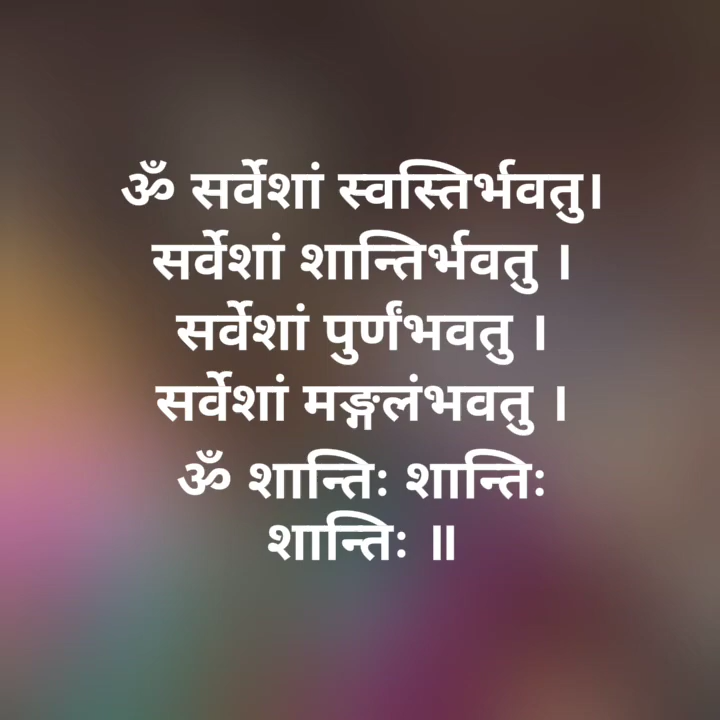 ॐ सर्वेशां स्वस्तिर्भवतु।
सर्वेशां शान्तिर्भवतु ।
सर्वेशां पुर्णंभवतु ।
सर्वेशां मङ्गलंभवतु ।
ॐ शान्तिः शान्तिः
शान्तिः ॥